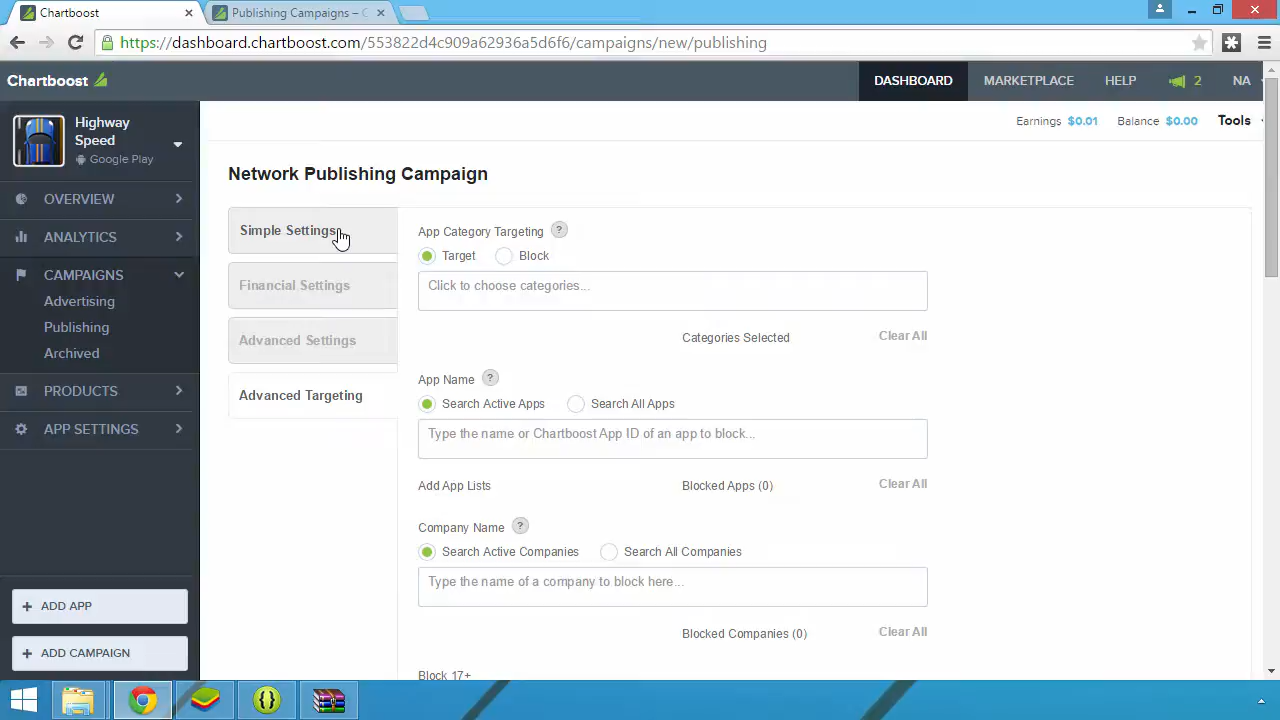 Chartboost
Publishing Campaigns – C
https://dashboard.chartboost.com/553822d4c909a62936a5d6f6/campaigns/new/publishing
Chartboost
DASHBOARD
MARKETPLACE
HELP
2
NA
Highway
Speed
Google Play
Earnings $0.01
Balance $0.00
Tools
OVERVIEW
ANALYTICS
CAMPAIGNS
Advertising
Publishing
Archived
PRODUCTS
APP SETTINGS
+ ADD APP
+ ADD CAMPAIGN
Network Publishing Campaign
Simple Settings
Financial Settings
Advanced Settings
Advanced Targeting
App Category Targeting ?
Target
Block
Click to choose categories...
Categories Selected
Clear All
App Name ?
Search Active Apps
Search All Apps
Type the name or Chartboost App ID of an app to block...
Add App Lists
Blocked Apps (0)
Clear All
Company Name ?
Search Active Companies
Search All Companies
Type the name of a company to block here...
Blocked Companies (0)
Clear All
Block 17+